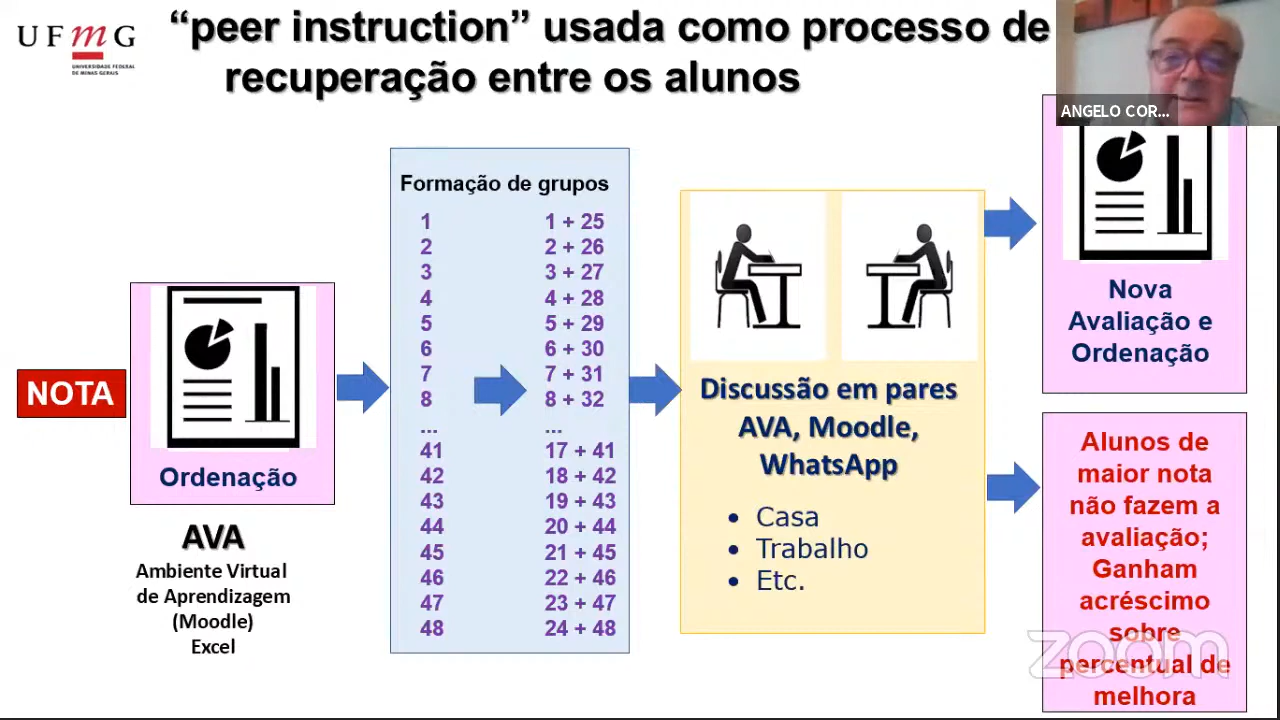 UFmG
UNIVERSIDADE FEDERAL
DE MINAS GERAIS
“peer instruction” usada como processo de
recuperação entre os alunos
ANGELO COR...
NOTA
Ordenação
AVA
Ambiente Virtual
de Aprendizagem
(Moodle)
Excel
Formação de grupos
1 1 + 25
2 2 + 26
3 3 + 27
4 4 + 28
5 5 + 29
6 6 + 30
7 7 + 31
8 8 + 32
... ...
41 17 + 41
42 18 + 42
43 19 + 43
44 20 + 44
45 21 + 45
46 22 + 46
47 23 + 47
48 24 + 48
Discussão em pares
AVA, Moodle,
WhatsApp
• Casa
• Trabalho
• Etc.
Nova
Avaliação e
Ordenação
Alunos de
maior nota
não fazem a
avaliação;
Ganham
acréscimo
sobre
percentual de
melhora
zoom